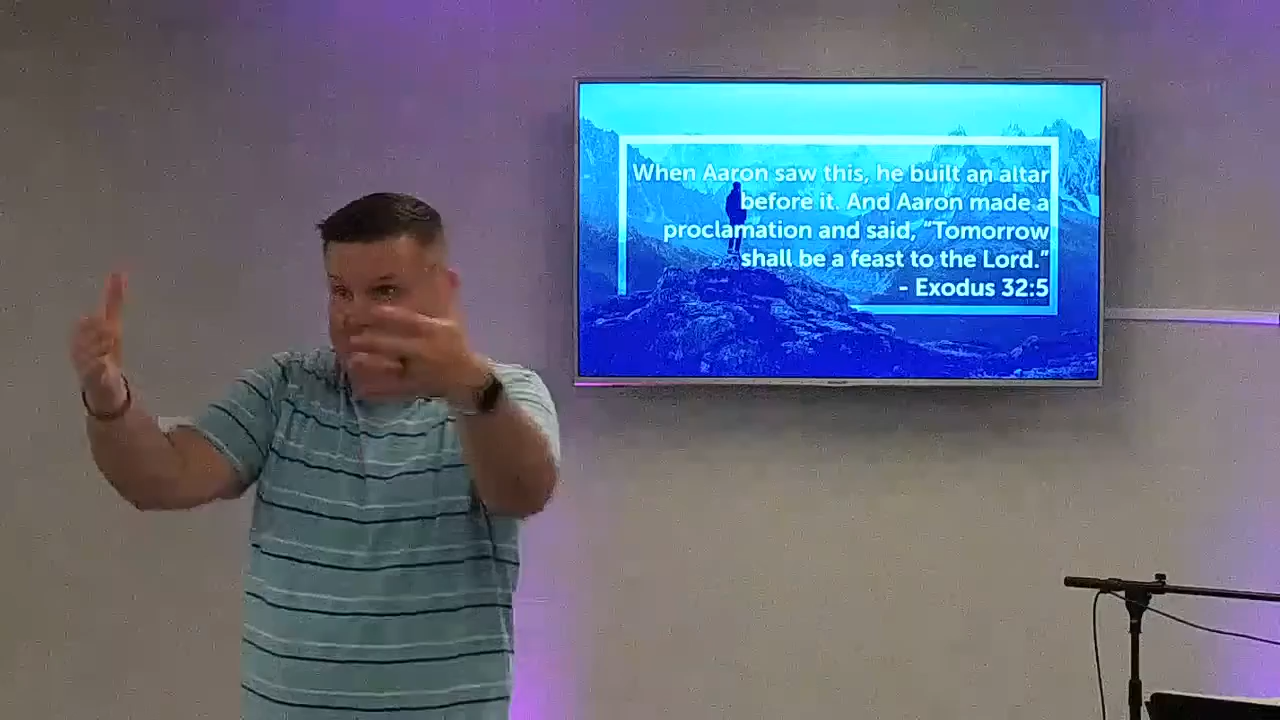 When Aaron saw this, he built an altar
before it. And Aaron made a
proclamation and said, “Tomorrow
shall be a feast to the Lord.”
- Exodus 32:5